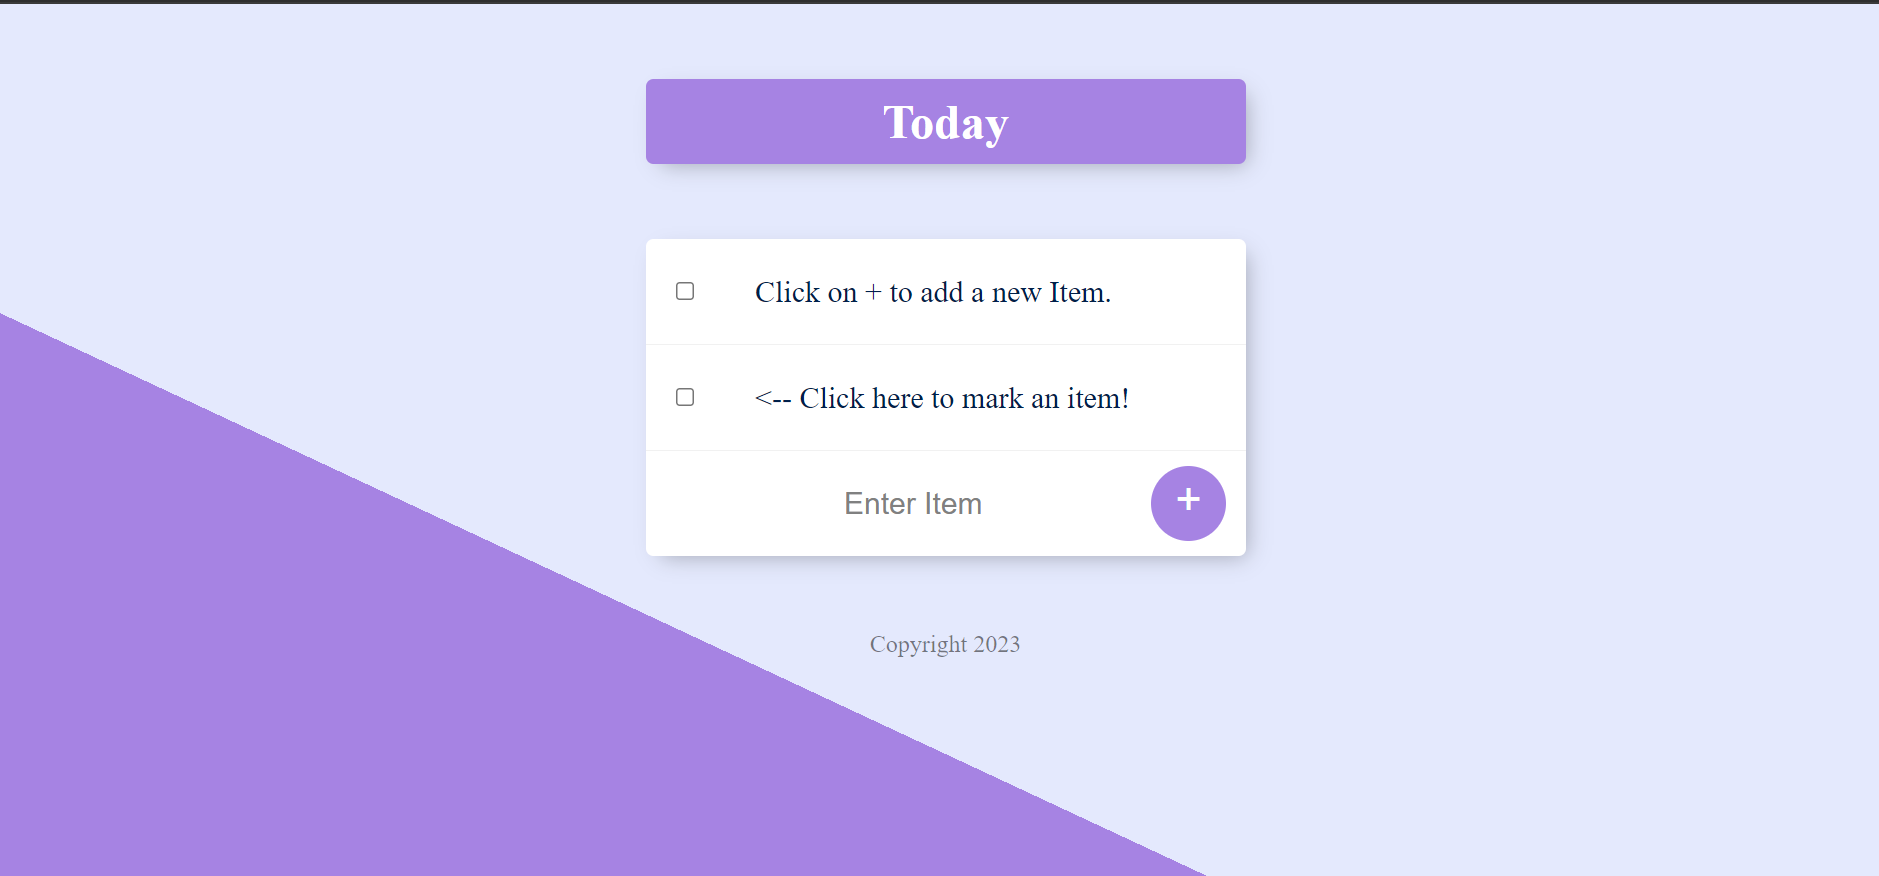 Today
Click on + to add a new Item.
<-- Click here to mark an item!
Enter Item
+
Copyright 2023